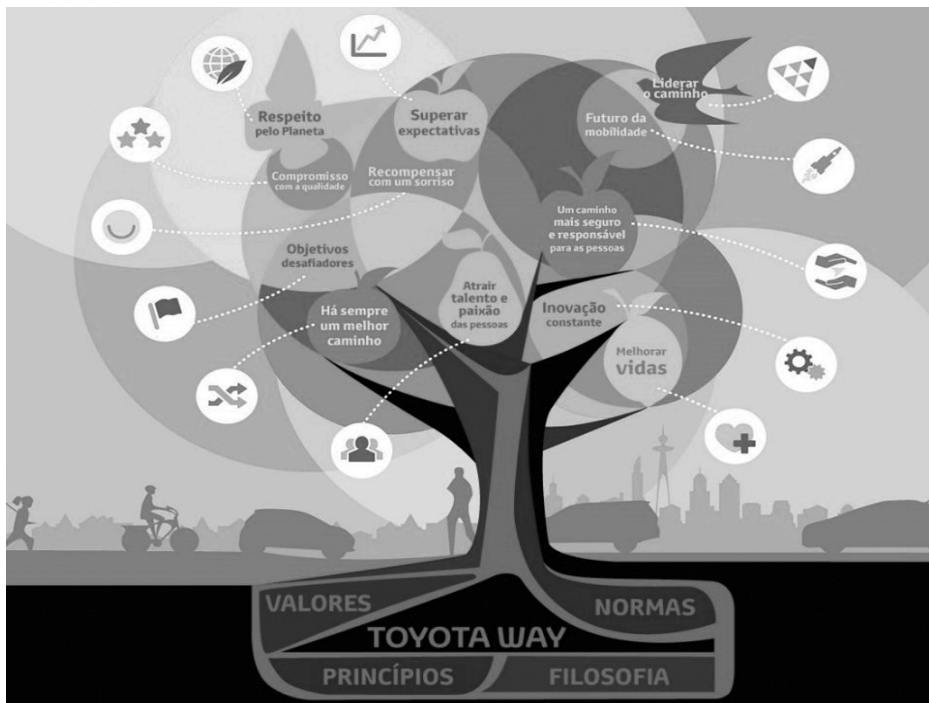 Liderar
o caminho
Respeito
pelo Planeta
Superar
expectativas
Futuro da
mobilidade
Compromisso
com a qualidade
Recompensar
com um sorriso
Um caminho
mais seguro
e responsável
para as pessoas
Objetivos
desafiadores
Atrair
talento e
paixão
das pessoas
Há sempre
um melhor
caminho
Inovação
constante
Melhorar
vidas
VALORES
NORMAS
TOYOTA WAY
PRINCÍPIOS
FILOSOFIA